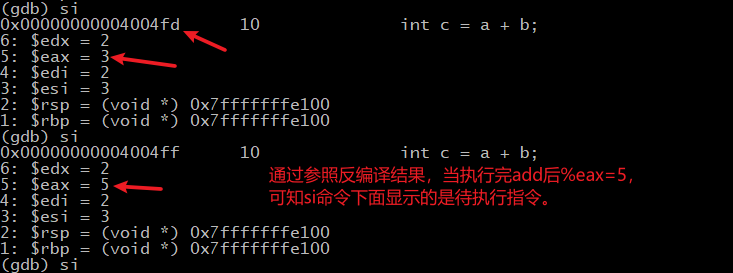 (gdb) si
0x00000000004004fd      10              int c = a + b;
6: $edx = 2
5: $eax = 3
4: $edi = 2
3: $esi = 3
2: $rsp = (void *) 0x7fffffffe100
1: $rbp = (void *) 0x7fffffffe100
(gdb) si
0x00000000004004ff      10              int c = a + b;
6: $edx = 2
5: $eax = 5
4: $edi = 2
3: $esi = 3
2: $rsp = (void *) 0x7fffffffe100
1: $rbp = (void *) 0x7fffffffe100
(gdb) si
通过参照反编译结果，当执行完add后%eax=5，
可知si命令下面显示的是待执行指令。